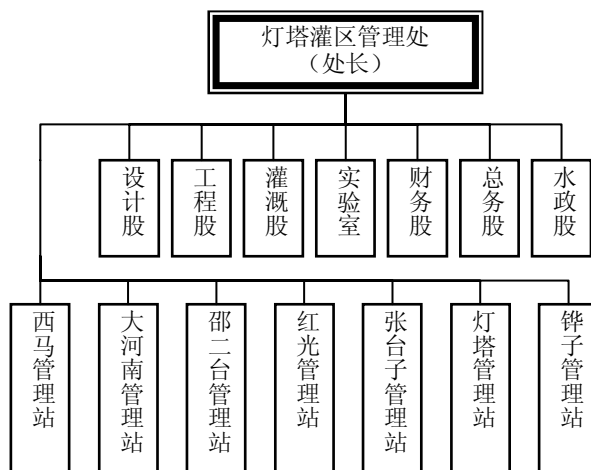 灯塔灌区管理处
（处长）
设计股
工程股
灌溉股
实验室
财务股
总务股
水政股
西马管理站
大河南管理站
邵二台管理站
红光管理站
张台子管理站
灯塔管理站
铧子管理站